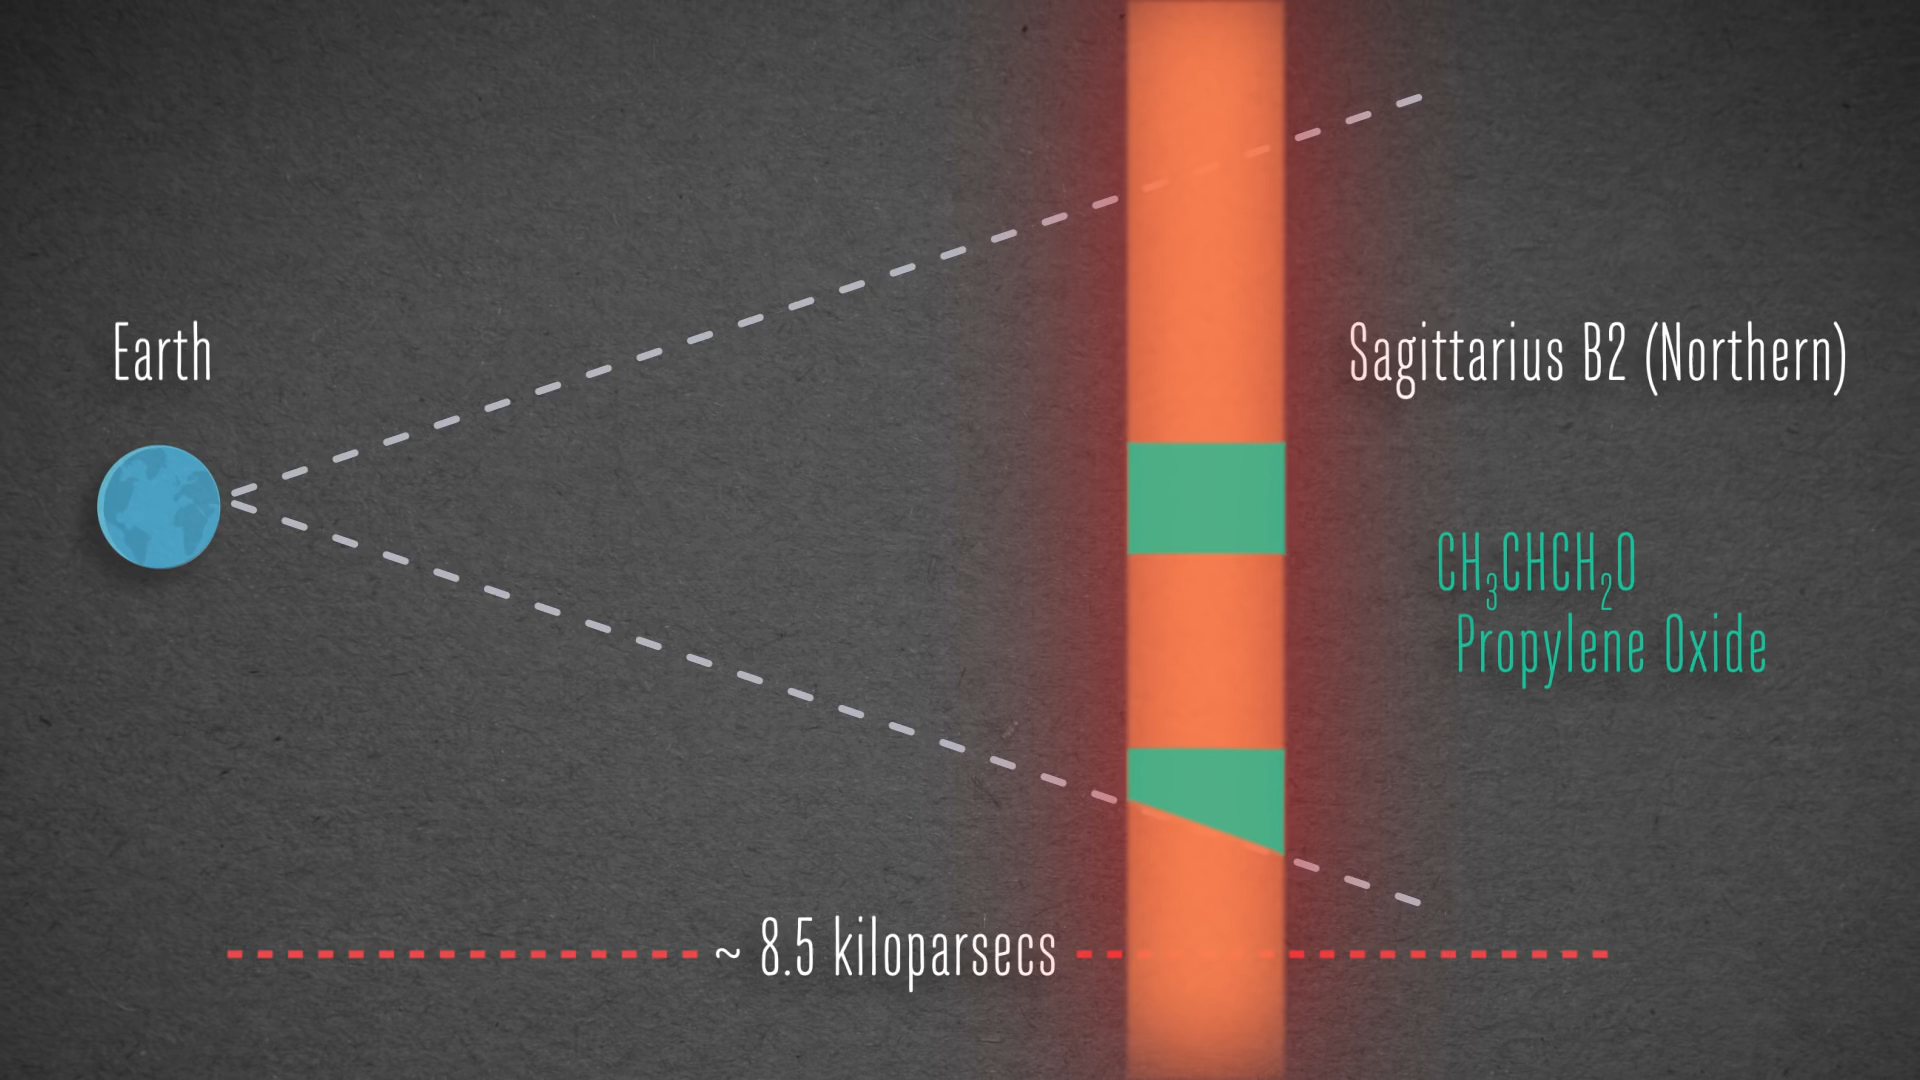 Earth
Sagittarius B2 (Northern)
CH₃CHCH₂O
Propylene Oxide
~ 8.5 kiloparsecs